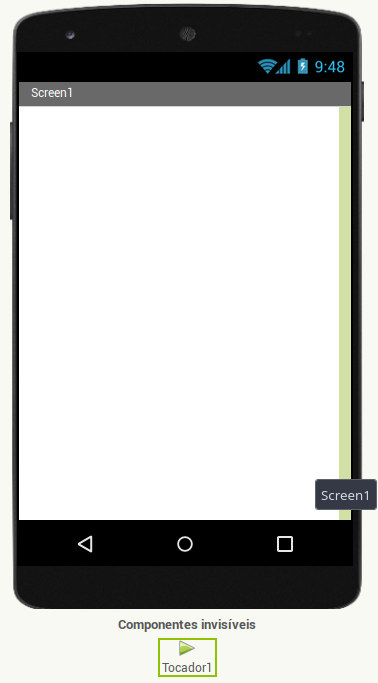 9:48
Screen1
Screen1
Componentes invisíveis
Tocador1